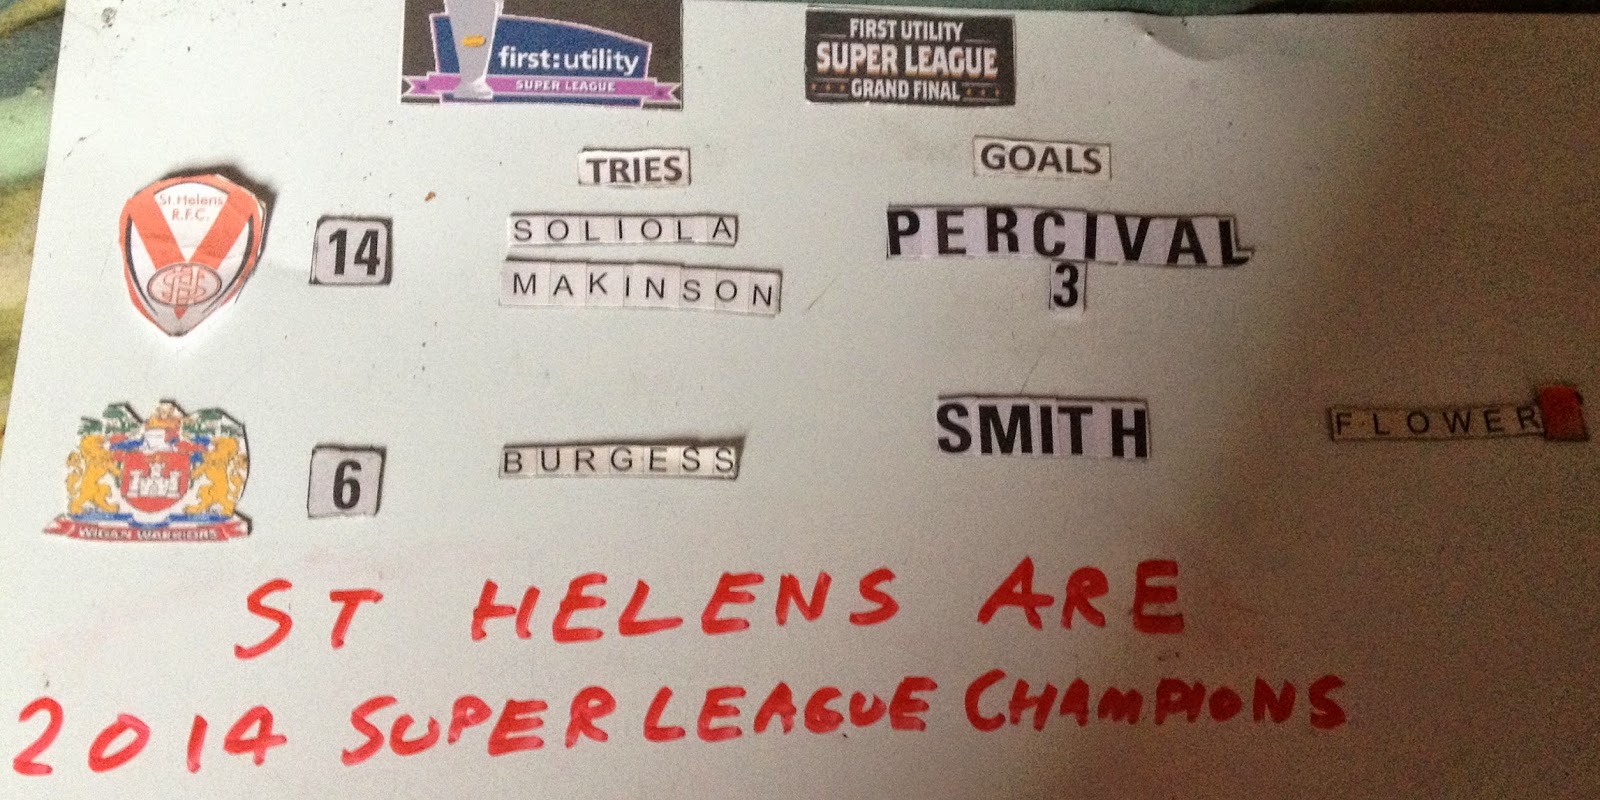 first:utility
SUPER LEAGUE
FIRST UTILITY
SUPER LEAGUE
GRAND FINAL
TRIES
GOALS
St.Helens
R.F.C.
14
SOLIOLA
PERCIVAL
MAKINSON
3
WIGAN WARRIORS
6
BURGESS
SMITH
FLOWER
ST HELENS ARE
2014 SUPER LEAGUE CHAMPIONS